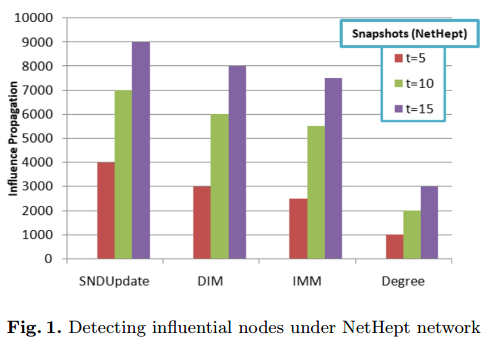 10000
9000
8000
7000
6000
5000
4000
3000
2000
1000
0
Influence Propagation
Snapshots (NetHept)
t=5
t=10
t=15
SNDUpdate DIM IMM Degree
Fig. 1. Detecting influential nodes under NetHept network